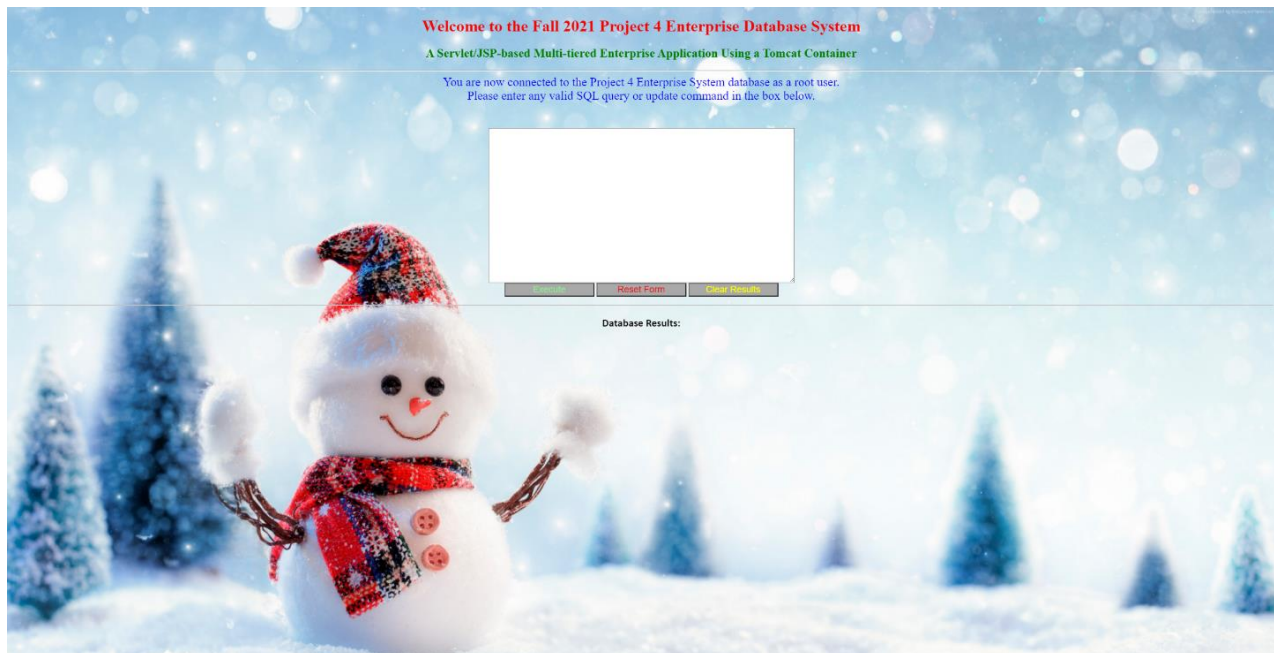 Welcome to the Fall 2021 Project 4 Enterprise Database System
A Servlet/JSP-based Multi-tiered Enterprise Application Using a Tomcat Container
You are now connected to the Project 4 Enterprise System database as a root user.
Please enter any valid SQL query or update command in the box below.
Execute Reset Form Clear Results
Database Results: